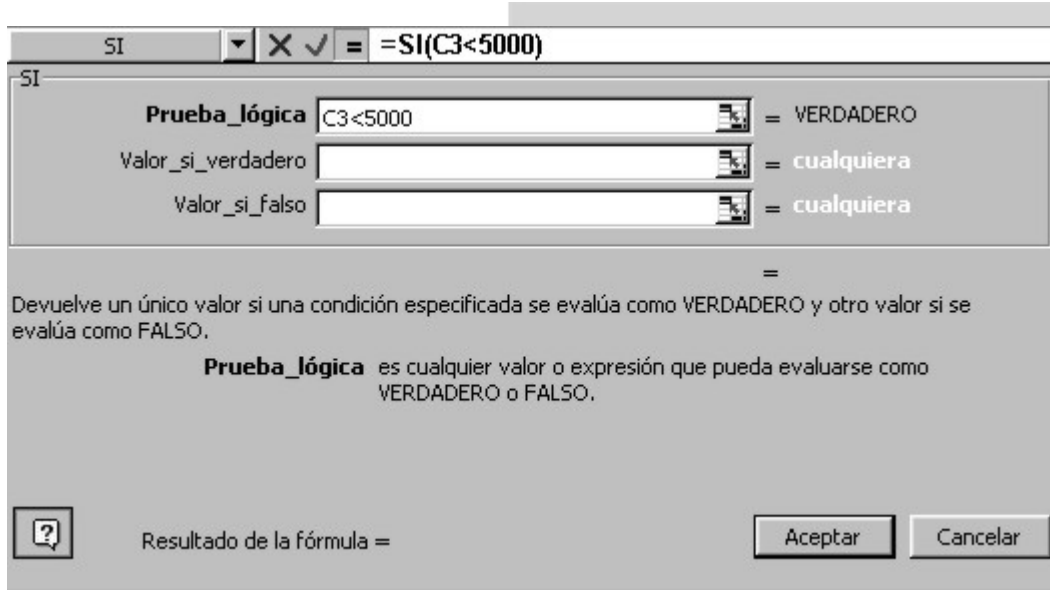 SI = =SI(C3<5000)
SI
Prueba_lógica C3<5000 = VERDADERO
Valor_si_verdadero = cualquiera
Valor_si_falso = cualquiera
=
Devuelve un único valor si una condición especificada se evalúa como VERDADERO y otro valor si se
evalúa como FALSO.
Prueba_lógica es cualquier valor o expresión que pueda evaluarse como
VERDADERO o FALSO.
? Resultado de la fórmula = Aceptar Cancelar